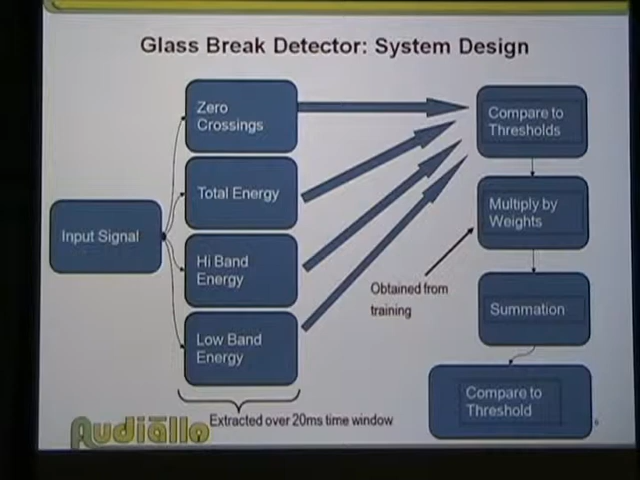 Glass Break Detector: System Design
Zero
Crossings
Total Energy
Input Signal
Hi Band
Energy
Low Band
Energy
Compare to
Thresholds
Multiply by
Weights
Obtained from
training
Summation
Compare to
Threshold
Extracted over 20ms time window
Audiallo
6